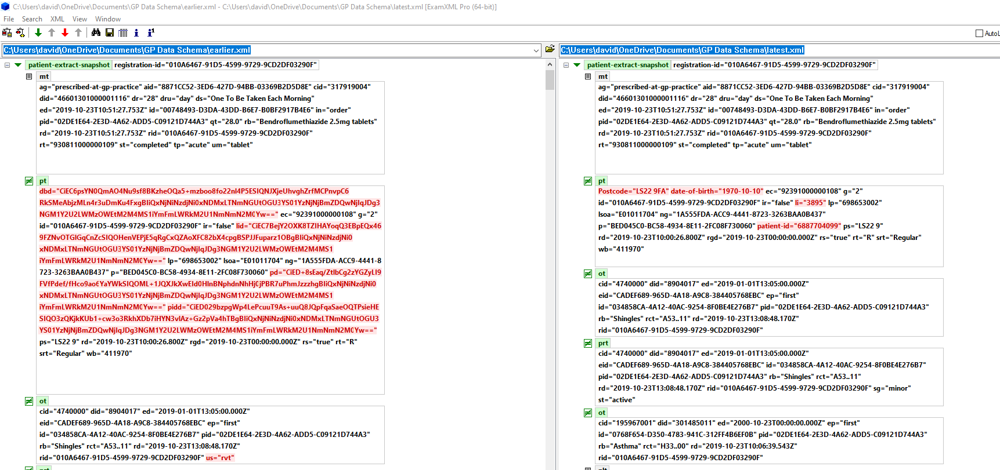 C:\Users\david\OneDrive\Documents\GP Data Schema\earlier.xml - C:\Users\david\OneDrive\Documents\GP Data Schema\latest.xml [ExamXML Pro (64-bit)]
File Search XML View Window
AutoL
C:\Users\david\OneDrive\Documents\GP Data Schema\earlier.xml
patient-extract-snapshot registration-id="010A6467-91D5-4599-9729-9CD2DF03290F"
mt
ag="prescribed-at-gp-practice" aid="8871CC52-3ED6-427D-94BB-03369B2D5D8E" cid="317919004"
did="46601301000001116" dr="28" dru="day" ds="One To Be Taken Each Morning"
ed="2019-10-23T10:51:27.753Z" id="00748493-D3DA-43DD-B6E7-B0BF2917B4E6" in="order"
pid="02DE1E64-2E3D-4A62-ADD5-C09121D744A3" qt="28.0" rb="Bendroflumethiazide 2.5mg tablets"
rd="2019-10-23T10:51:27.753Z" rid="010A6467-91D5-4599-9729-9CD2DF03290F"
rt="930811000000109" st="completed" tp="acute" um="tablet"
pt
dbd="CiEC6psYN0QmAO4Nu9sf8BKzheOQa5+mzboo8fo22nl4P5ESIQNJXjeUhvghZrfMCPnvpC6
RkSMeAbjzMLn4r3uDmKu4FxgBIiQxNjNiNzdjNi0xNDMxLTNmNGUtOGU3YS01YzNjNjBmZDQwNjIqJDg3
NGM1Y2U2LWMzOWEtM2M4MS1iYmFmLWRkM2U1NmNmN2M0Yw==" ec="92391000000108" g="2"
id="010A6467-91D5-4599-9729-9CD2DF03290F" ir="false" lid="CiEC7BejY2OXK8TZIHAYoqQ3EBpEQx46
9FZNvOTGlGqCnZcSIQOHenVEPjE5qRgCxQZAoXFC82bX4cpgBSPJJFuparz1OBgBIiQxNjNiNzdjNi0
xNDMxLTNmNGUtOGU3YS01YzNjNjBmZDQwNjIqJDg3NGM1Y2U2LWMzOWEtM2M4MS1
iYmFmLWRkM2U1NmNmN2M0Yw==" lp="698653002" lsoa="E01011704" ng="1A555FDA-ACC9-4441-8
723-3263BAA0B437" p="BED045C0-BC58-4934-8E11-2FC08F730060" pd="CiED+8sEaq/ZtlbCg2zYGZyLI9
FVfPdef/fHco9ao6YaYWkSIQOML+1JQXJkXwEId0HlnBNphdnNhHj0jPBR7uPhmJzzzhgBIiQxNjNiNzdjNi0
xNDMxLTNmNGUtOGU3YS01YzNjNjBmZDQwNjIqJDg3NGM1Y2U2LWMzOWEtM2M4MS1
iYmFmLWRkM2U1NmNmN2M0Yw==" pidd="CiED029bzpgWp4LePcuuT9As+uuQ8JQpFqaSaeOQTPsieHE
SIQO3zQKjkKUb1+cw3o3RkhXDb7iHYN3vlAz+Gz2pVa4hTBgBIiQxNjNiNzdjNi0xNDMxLTNmNGUtOGU3
YS01YzNjNjBmZDQwNjIqJDg3NGM1Y2U2LWMzOWEtM2M4MS1iYmFmLWRkM2U1NmNmN2M0Yw=="
ps="LS22 9" rd="2019-10-23T10:00:26.800Z" rgd="2019-10-23T00:00:00.000Z" rs="true" rt="R"
srt="Regular" wb="411970"
ot
cid="4740000" did="8904017" ed="2019-01-01T13:05:00.000Z"
eid="CADEF689-965D-4A18-A9C8-384405768EBC" ep="first"
id="034858CA-4A12-40AC-9254-8F0BE4E276B7" pid="02DE1E64-2E3D-4A62-ADD5-C09121D744A3"
rb="Shingles" rct="A53..11" rd="2019-10-23T13:08:48.170Z"
rid="010A6467-91D5-4599-9729-9CD2DF03290F" us="rvt"
C:\Users\david\OneDrive\Documents\GP Data Schema\latest.xml
patient-extract-snapshot registration-id="010A6467-91D5-4599-9729-9CD2DF03290F"
mt
ag="prescribed-at-gp-practice" aid="8871CC52-3ED6-427D-94BB-03369B2D5D8E" cid="317919004"
did="46601301000001116" dr="28" dru="day" ds="One To Be Taken Each Morning"
ed="2019-10-23T10:51:27.753Z" id="00748493-D3DA-43DD-B6E7-B0BF2917B4E6" in="order"
pid="02DE1E64-2E3D-4A62-ADD5-C09121D744A3" qt="28.0" rb="Bendroflumethiazide 2.5mg tablets"
rd="2019-10-23T10:51:27.753Z" rid="010A6467-91D5-4599-9729-9CD2DF03290F"
rt="930811000000109" st="completed" tp="acute" um="tablet"
pt
Postcode="LS22 9FA" date-of-birth="1970-10-10" ec="92391000000108" g="2"
id="010A6467-91D5-4599-9729-9CD2DF03290F" ir="false" li="3895" lp="698653002"
lsoa="E01011704" ng="1A555FDA-ACC9-4441-8723-3263BAA0B437"
p="BED045C0-BC58-4934-8E11-2FC08F730060" patient-id="6887704099" ps="LS22 9"
rd="2019-10-23T10:00:26.800Z" rgd="2019-10-23T00:00:00.000Z" rs="true" rt="R" srt="Regular"
wb="411970"
ot
cid="4740000" did="8904017" ed="2019-01-01T13:05:00.000Z"
eid="CADEF689-965D-4A18-A9C8-384405768EBC" ep="first"
id="034858CA-4A12-40AC-9254-8F0BE4E276B7" pid="02DE1E64-2E3D-4A62-ADD5-C09121D744A3"
rb="Shingles" rct="A53..11" rd="2019-10-23T13:08:48.170Z"
rid="010A6467-91D5-4599-9729-9CD2DF03290F"
prt
cid="4740000" did="8904017" ed="2019-01-01T13:05:00.000Z"
eid="CADEF689-965D-4A18-A9C8-384405768EBC" id="034858CA-4A12-40AC-9254-8F0BE4E276B7"
pid="02DE1E64-2E3D-4A62-ADD5-C09121D744A3" rb="Shingles" rct="A53..11"
rd="2019-10-23T13:08:48.170Z" rid="010A6467-91D5-4599-9729-9CD2DF03290F" sg="minor"
st="active"
ot
cid="195967001" did="301485011" ed="2000-10-23T00:00:00.000Z" ep="first"
id="0768F654-D350-4783-941C-312FF4B6EF0B" pid="02DE1E64-2E3D-4A62-ADD5-C09121D744A3"
rb="Asthma" rct="H33..00" rd="2019-10-23T10:06:39.543Z"
rid="010A6467-91D5-4599-9729-9CD2DF03290F"